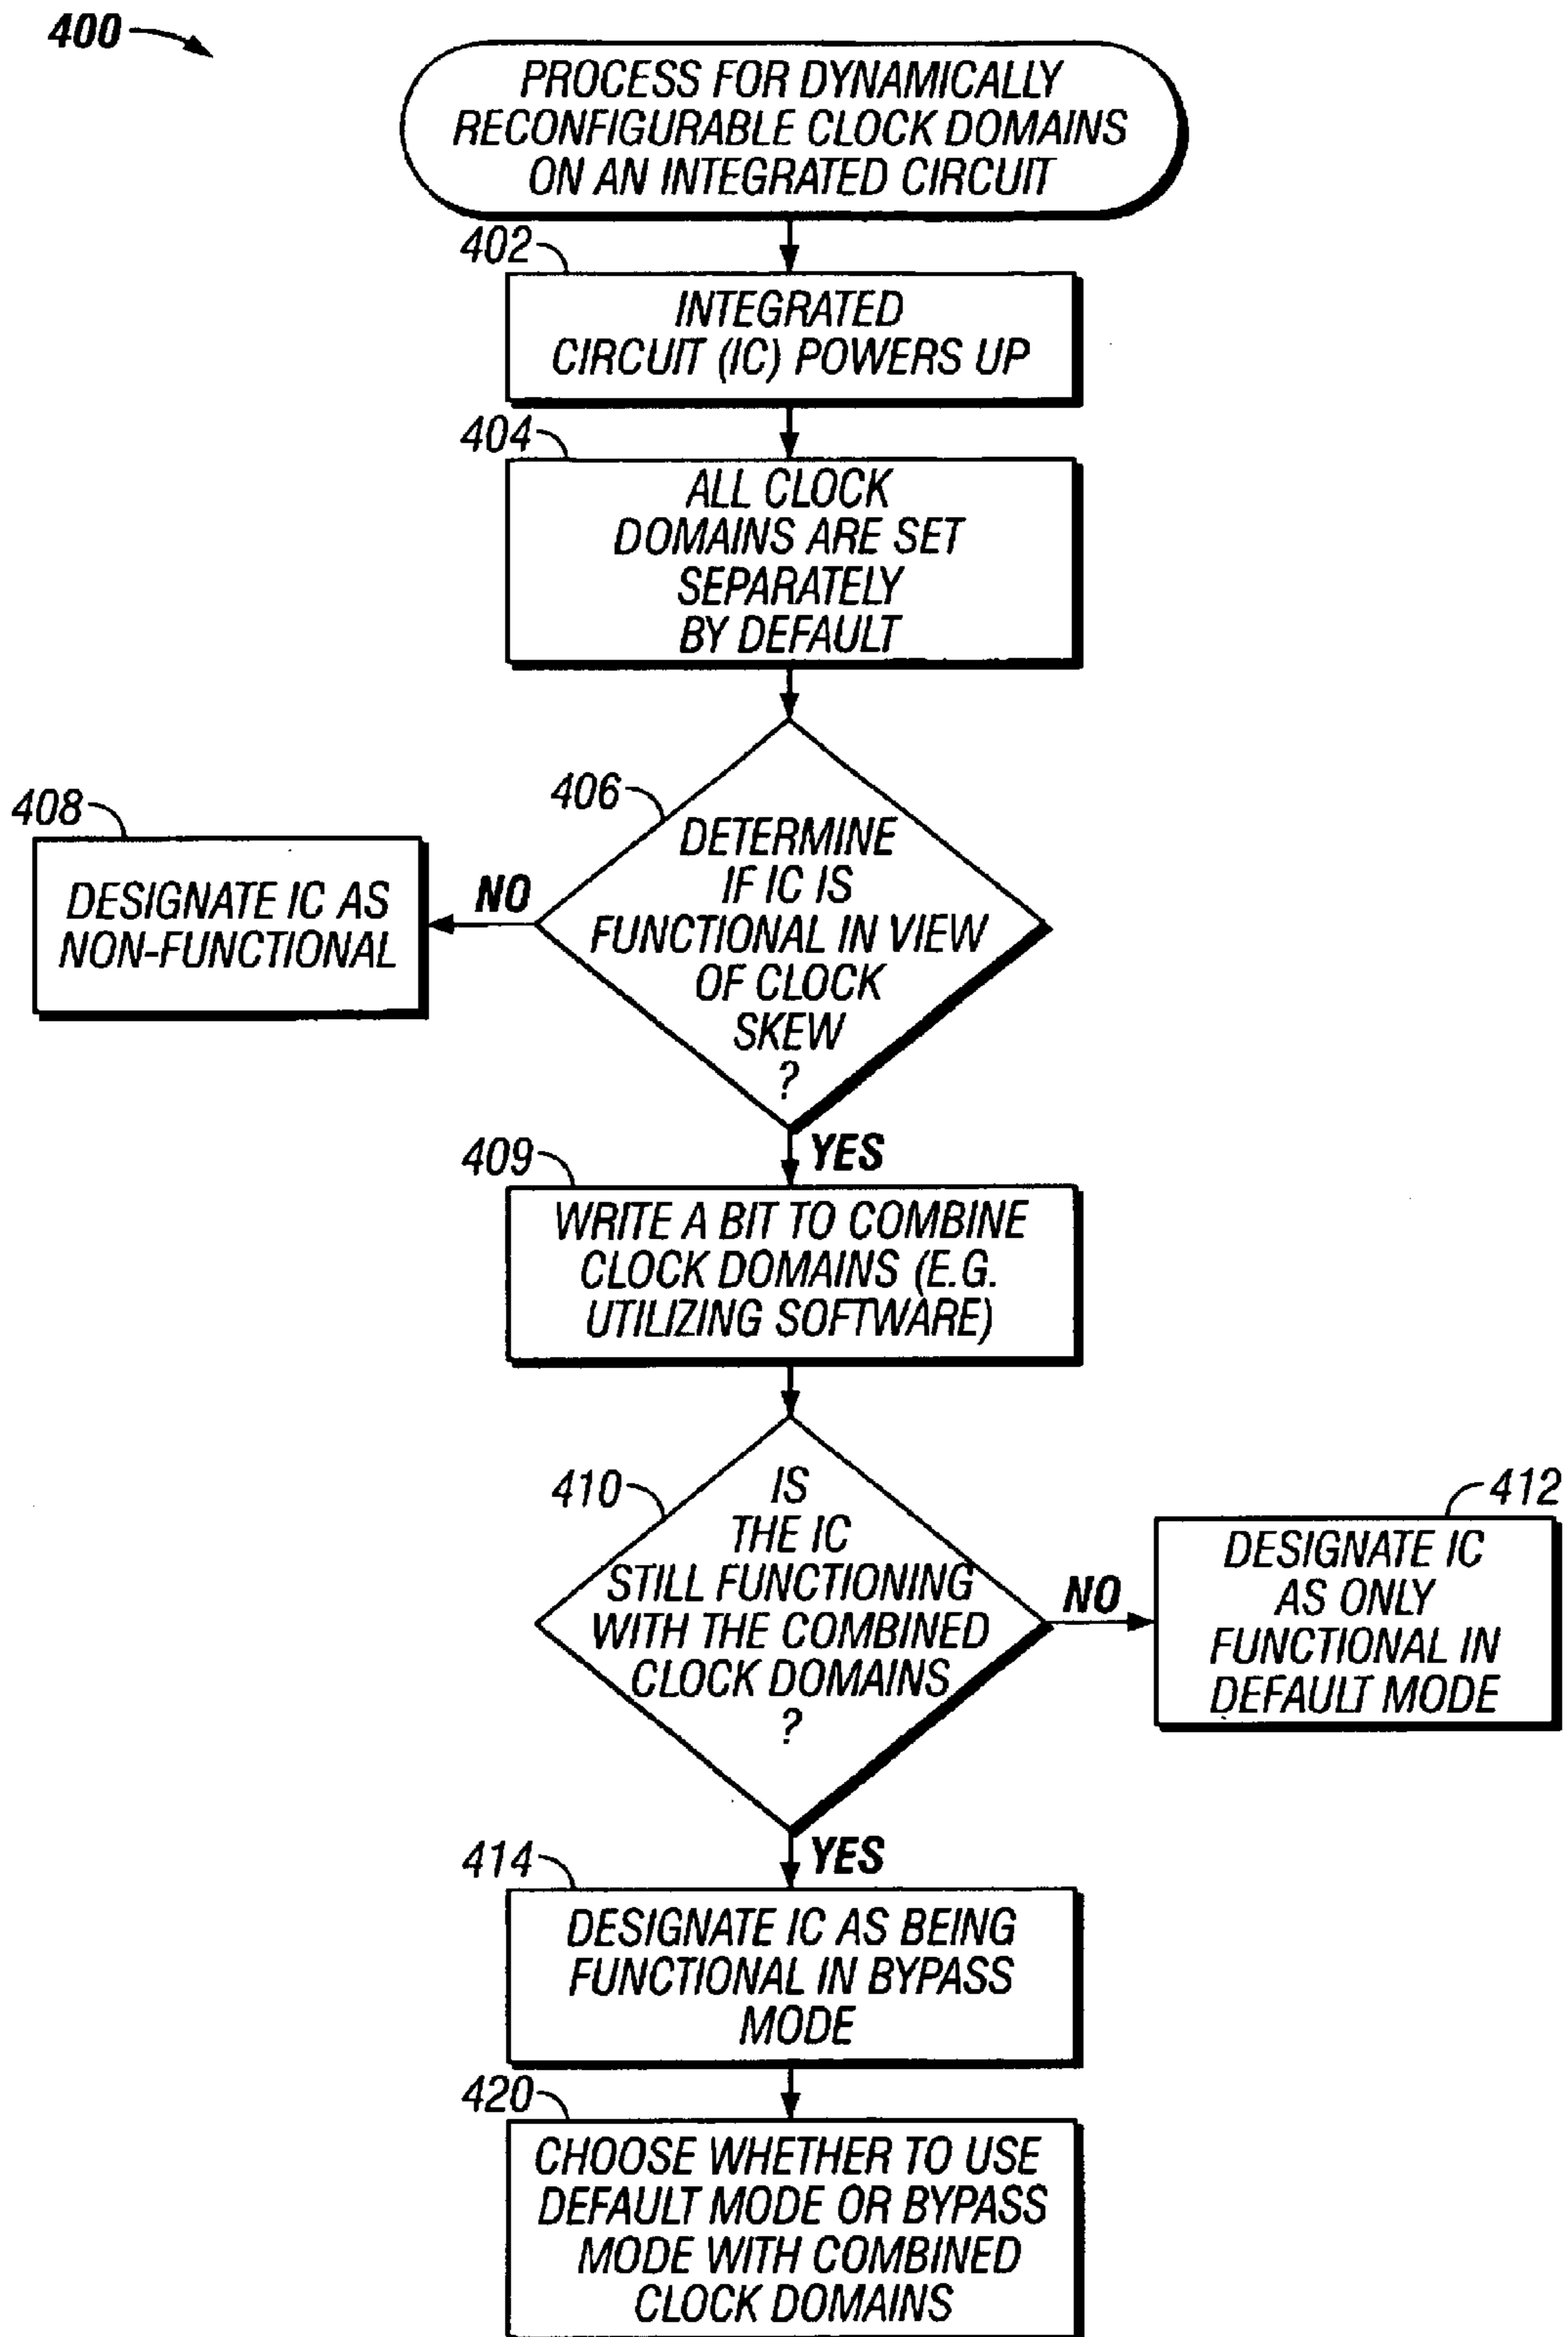 400
PROCESS FOR DYNAMICALLY
RECONFIGURABLE CLOCK DOMAINS
ON AN INTEGRATED CIRCUIT
402
INTEGRATED
CIRCUIT (IC) POWERS UP
404
ALL CLOCK
DOMAINS ARE SET
SEPARATELY
BY DEFAULT
406
DETERMINE
IF IC IS
FUNCTIONAL IN VIEW
OF CLOCK
SKEW
?
NO
408
DESIGNATE IC AS
NON-FUNCTIONAL
YES
409
WRITE A BIT TO COMBINE
CLOCK DOMAINS (E.G.
UTILIZING SOFTWARE)
410
IS
THE IC
STILL FUNCTIONING
WITH THE COMBINED
CLOCK DOMAINS
?
NO
412
DESIGNATE IC
AS ONLY
FUNCTIONAL IN
DEFAULT MODE
YES
414
DESIGNATE IC AS BEING
FUNCTIONAL IN BYPASS
MODE
420
CHOOSE WHETHER TO USE
DEFAULT MODE OR BYPASS
MODE WITH COMBINED
CLOCK DOMAINS